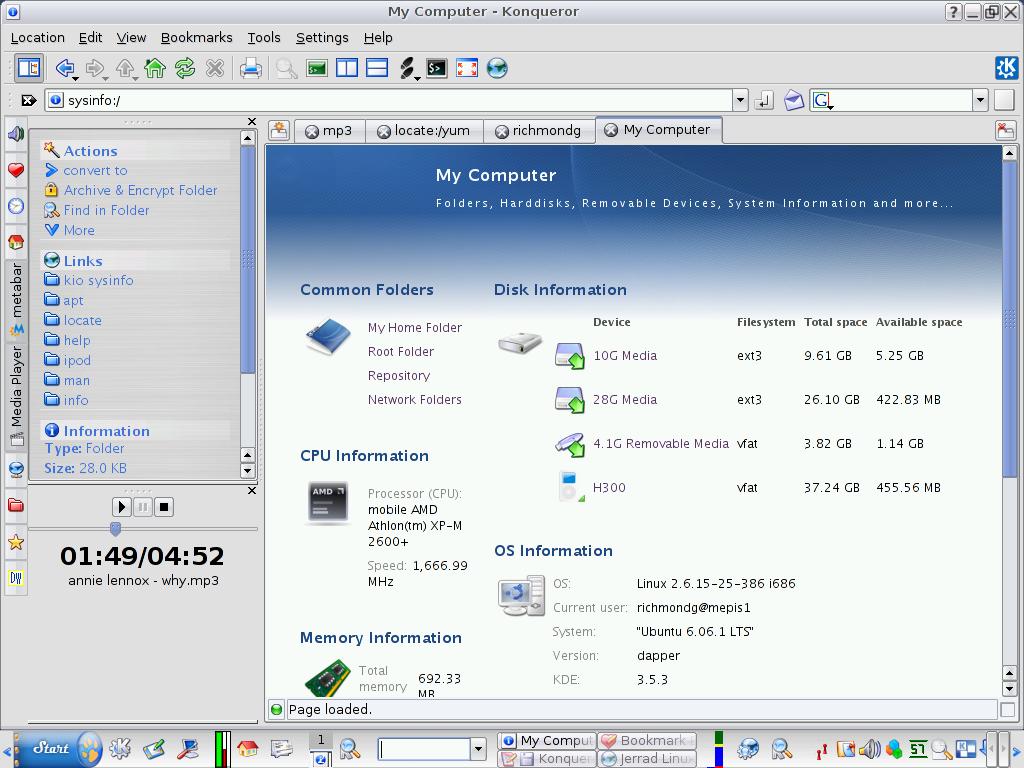 My Computer - Konqueror
Location Edit View Bookmarks Tools Settings Help
sysinfo:/
G
mp3
locate:/yum
richmondg
My Computer
Actions
convert to
Archive & Encrypt Folder
Find in Folder
More
Links
kio sysinfo
apt
locate
help
ipod
man
info
Information
Type: Folder
Size: 28.0 KB
metabar
Media Player
DW
01:49/04:52
annie lennox - why.mp3
My Computer
Folders, Harddisks, Removable Devices, System Information and more...
Common Folders
My Home Folder
Root Folder
Repository
Network Folders
Disk Information
Device Filesystem Total space Available space
10G Media ext3 9.61 GB 5.25 GB
28G Media ext3 26.10 GB 422.83 MB
4.1G Removable Media vfat 3.82 GB 1.14 GB
H300 vfat 37.24 GB 455.56 MB
CPU Information
AMD
Processor (CPU):
mobile AMD
Athlon(tm) XP-M
2600+
Speed: 1,666.99
MHz
OS Information
OS: Linux 2.6.15-25-386 i686
Current user: richmondg@mepis1
System: "Ubuntu 6.06.1 LTS"
Version: dapper
KDE: 3.5.3
Memory Information
Total
memory
692.33
MB
Page loaded.
Start
1
2
My Comput
Bookmark
Konque
Jerrad Linu
57